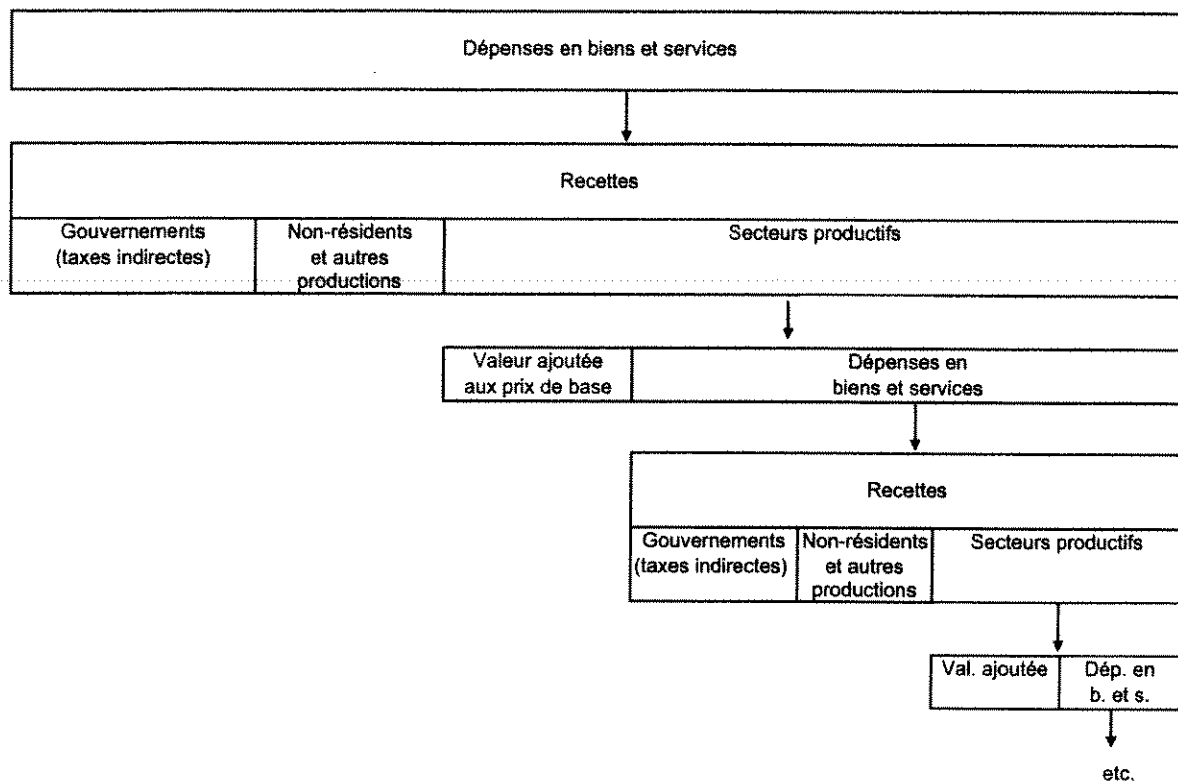 Dépenses en biens et services
Recettes
Gouvernements
(taxes indirectes)
Non-résidents
et autres
productions
Secteurs productifs
Valeur ajoutée
aux prix de base
Dépenses en
biens et services
Recettes
Gouvernements
(taxes indirectes)
Non-résidents
et autres
productions
Secteurs productifs
Val. ajoutée
Dép. en
b. et s.
etc.